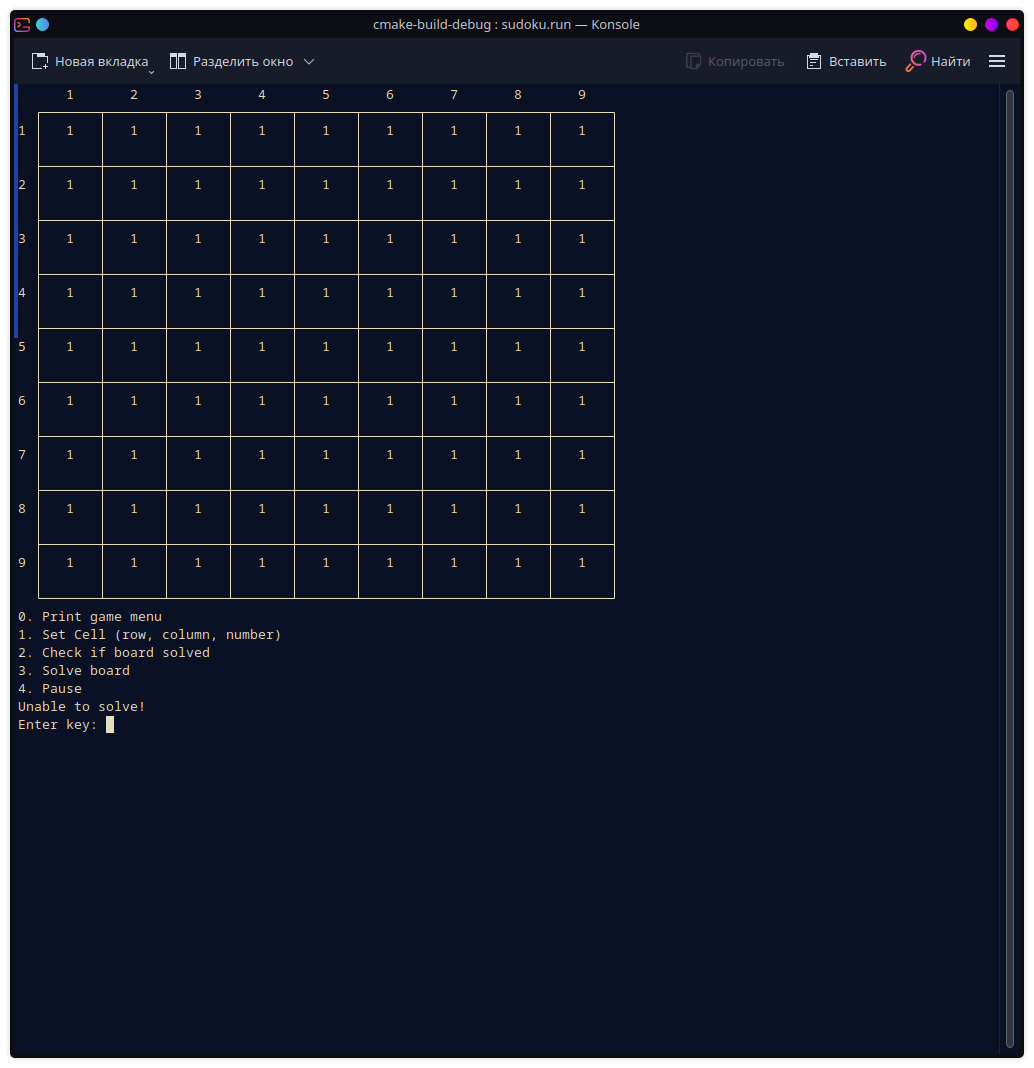 cmake-build-debug : sudoku.run — Konsole
Новая вкладка Разделить окно Копировать Вставить Найти
1 2 3 4 5 6 7 8 9
1 1 1 1 1 1 1 1 1 1
2 1 1 1 1 1 1 1 1 1
3 1 1 1 1 1 1 1 1 1
4 1 1 1 1 1 1 1 1 1
5 1 1 1 1 1 1 1 1 1
6 1 1 1 1 1 1 1 1 1
7 1 1 1 1 1 1 1 1 1
8 1 1 1 1 1 1 1 1 1
9 1 1 1 1 1 1 1 1 1
0. Print game menu
1. Set Cell (row, column, number)
2. Check if board solved
3. Solve board
4. Pause
Unable to solve!
Enter key: